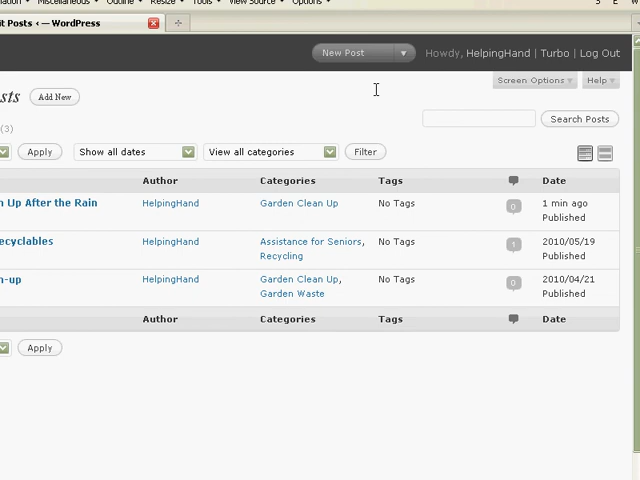 Miscellaneous Outline Resize Tools View Source Options
it Posts ‹ — WordPress
New Post Howdy, HelpingHand | Turbo | Log Out
Screen Options Help
sts Add New
(3)
Search Posts
Apply Show all dates View all categories Filter
Author Categories Tags Date
n Up After the Rain HelpingHand Garden Clean Up No Tags 0 1 min ago
Published
ecyclables HelpingHand Assistance for Seniors, No Tags 1 2010/05/19
Recycling Published
n-up HelpingHand Garden Clean Up, No Tags 0 2010/04/21
Garden Waste Published
Author Categories Tags Date
Apply